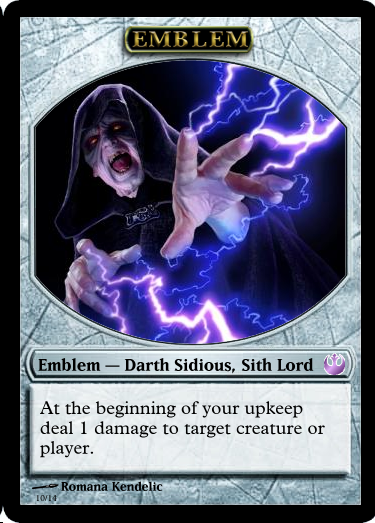 EMBLEM
Emblem — Darth Sidious, Sith Lord
At the beginning of your upkeep
deal 1 damage to target creature or
player.
Romana Kendelic
10/14